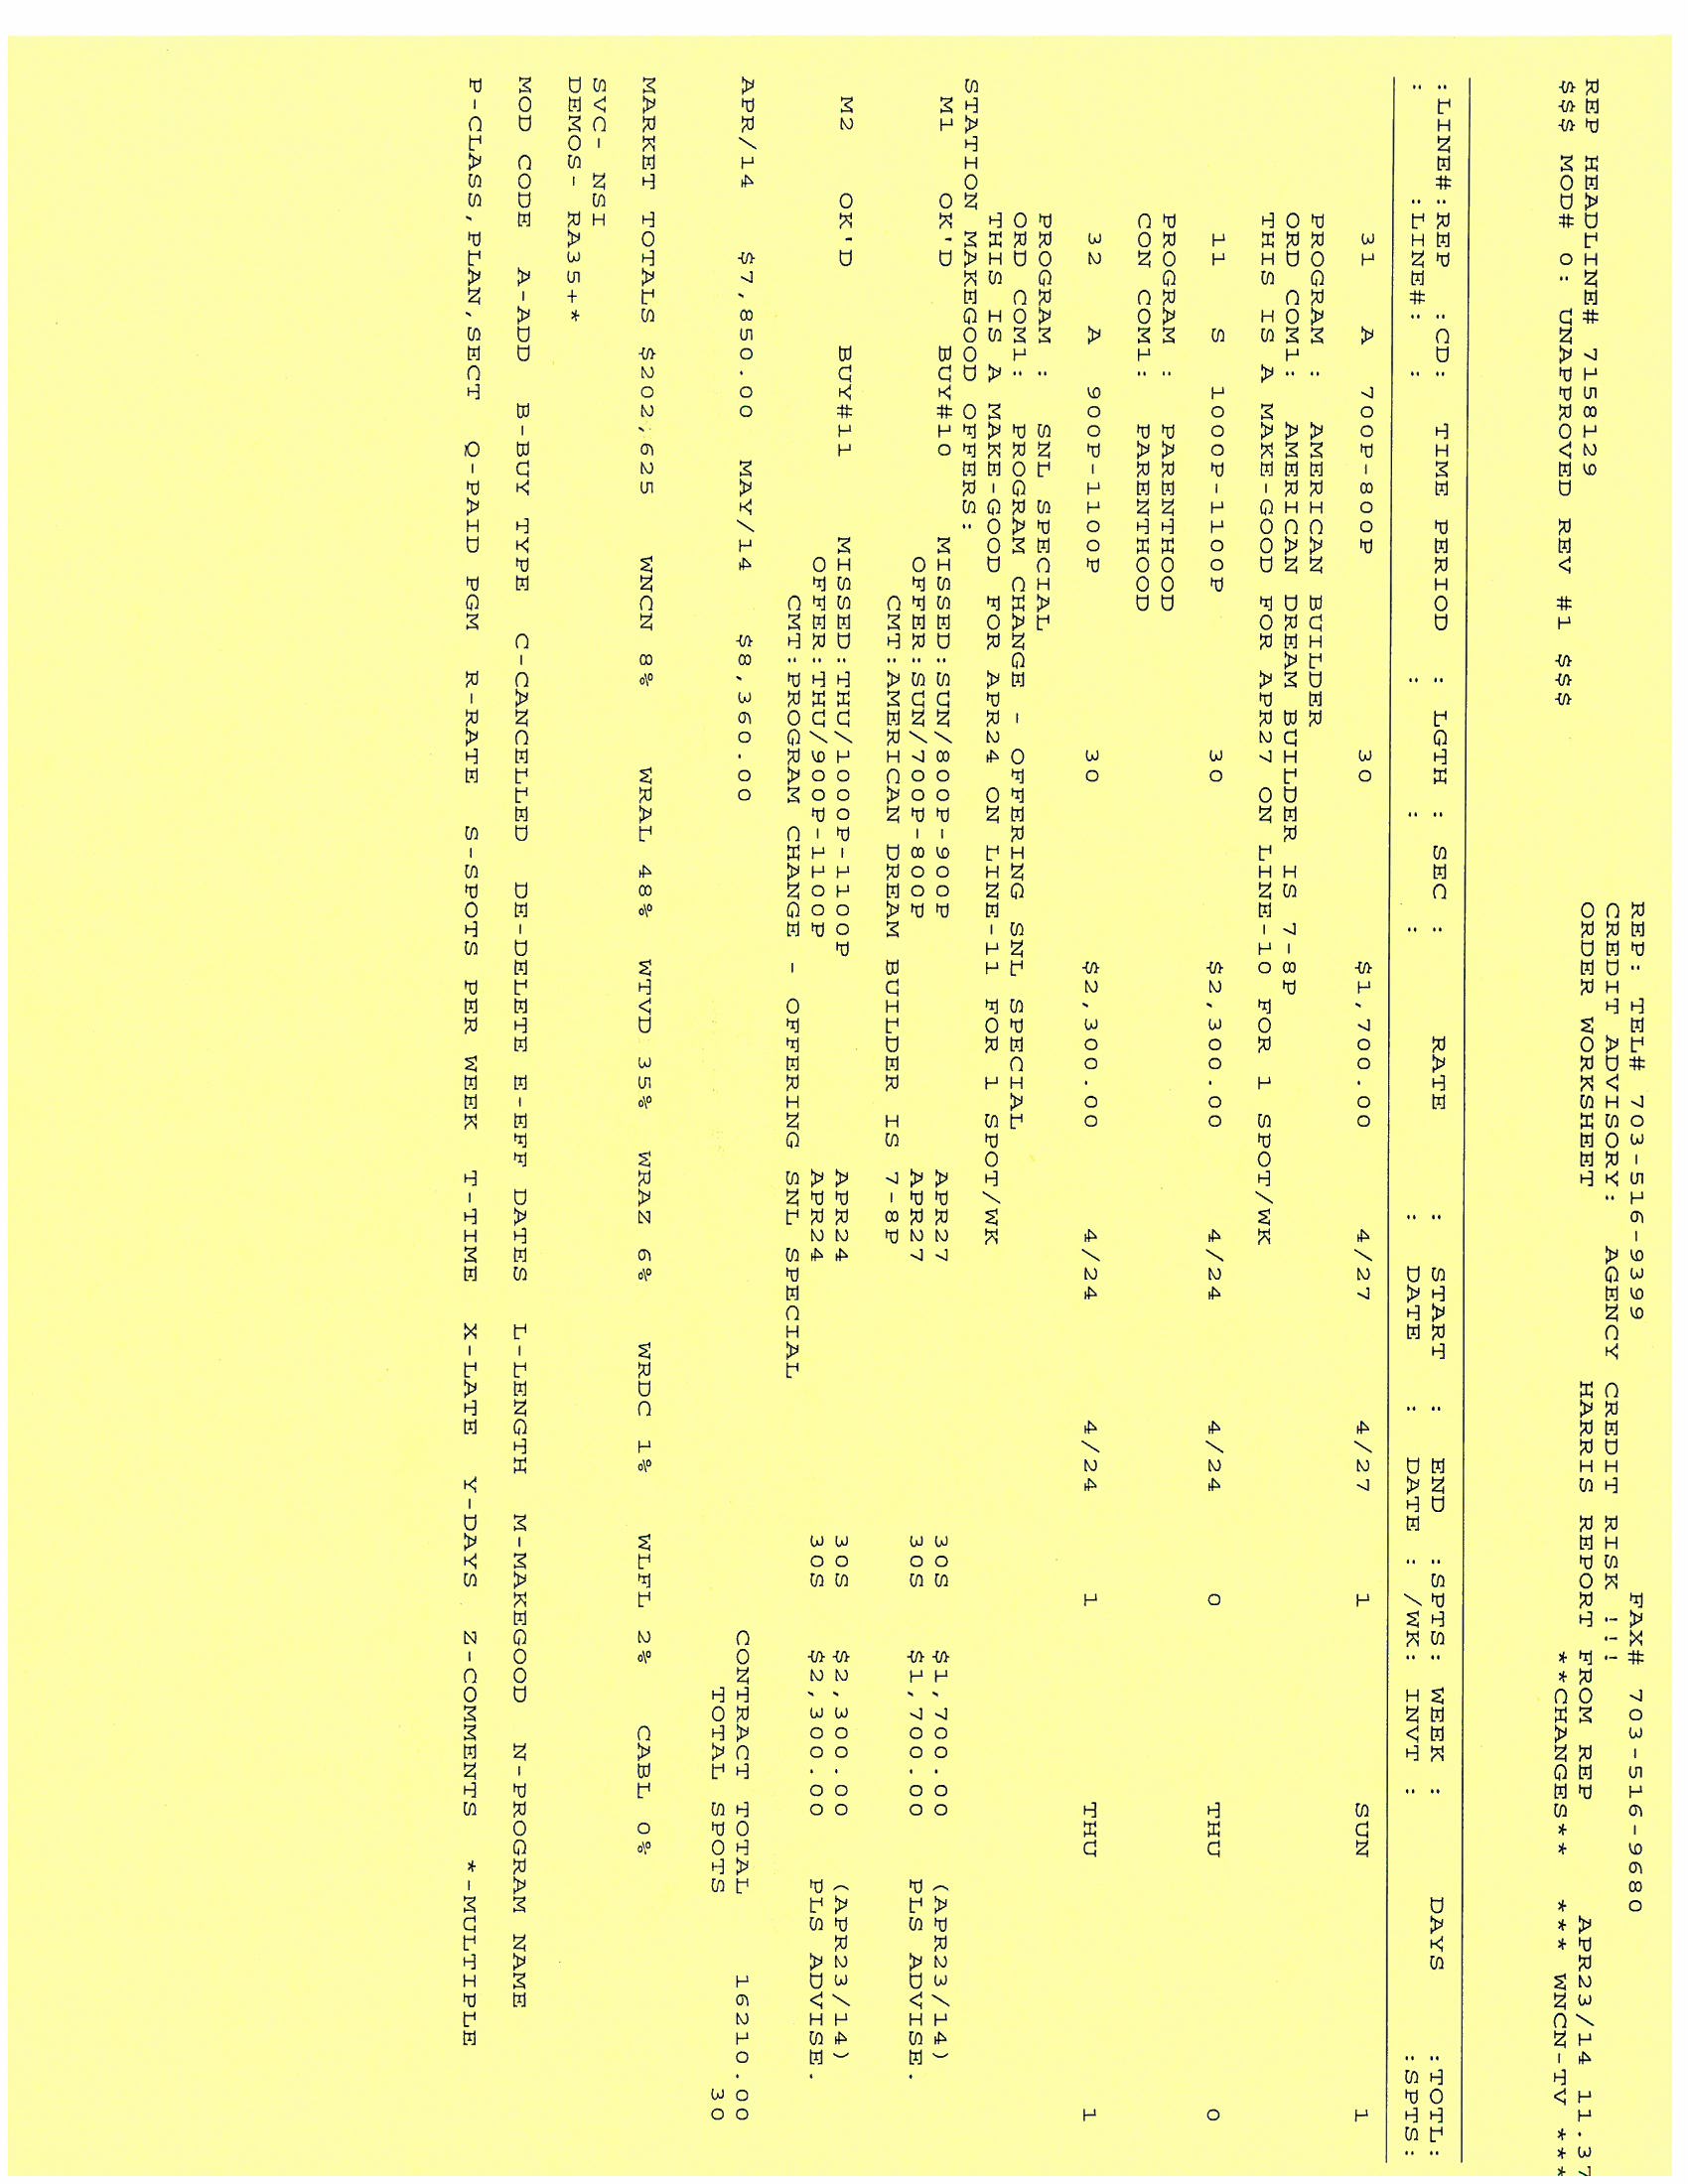 REP: TEL# 703-516-9399 FAX# 703-516-9680
CREDIT ADVISORY: AGENCY CREDIT RISK !!!
REP HEADLINE# 7158129 ORDER WORKSHEET HARRIS REPORT FROM REP APR23/14 11.37
$$$ MOD# 0: UNAPPROVED REV #1 $$$ **CHANGES** *** WNCN-TV ***
:LINE#:REP :CD: TIME PERIOD : LGTH : SEC : RATE : START : END :SPTS: WEEK : DAYS :TOTL:
: :LINE#: : : : : : DATE : DATE : /WK: INVT : :SPTS:
31 A 700P-800P 30 $1,700.00 4/27 4/27 1 SUN 1
PROGRAM : AMERICAN BUILDER
ORD COM1: AMERICAN DREAM BUILDER IS 7-8P
THIS IS A MAKE-GOOD FOR APR27 ON LINE-10 FOR 1 SPOT/WK
11 S 1000P-1100P 30 $2,300.00 4/24 4/24 0 THU 0
PROGRAM : PARENTHOOD
CON COM1: PARENTHOOD
32 A 900P-1100P 30 $2,300.00 4/24 4/24 1 THU 1
PROGRAM : SNL SPECIAL
ORD COM1: PROGRAM CHANGE - OFFERING SNL SPECIAL
THIS IS A MAKE-GOOD FOR APR24 ON LINE-11 FOR 1 SPOT/WK
STATION MAKEGOOD OFFERS:
M1 OK'D BUY#10 MISSED:SUN/800P-900P APR27 30S $1,700.00 (APR23/14)
OFFER:SUN/700P-800P APR27 30S $1,700.00 PLS ADVISE.
CMT:AMERICAN DREAM BUILDER IS 7-8P
M2 OK'D BUY#11 MISSED:THU/1000P-1100P APR24 30S $2,300.00 (APR23/14)
OFFER:THU/900P-1100P APR24 30S $2,300.00 PLS ADVISE.
CMT:PROGRAM CHANGE - OFFERING SNL SPECIAL
APR/14 $7,850.00 MAY/14 $8,360.00 CONTRACT TOTAL 16210.00
TOTAL SPOTS 30
MARKET TOTALS $202,625 WNCN 8% WRAL 48% WTVD 35% WRAZ 6% WRDC 1% WLFL 2% CABL 0%
SVC- NSI
DEMOS- RA35+*
MOD CODE A-ADD B-BUY TYPE C-CANCELLED DE-DELETE E-EFF DATES L-LENGTH M-MAKEGOOD N-PROGRAM NAME
P-CLASS,PLAN,SECT Q-PAID PGM R-RATE S-SPOTS PER WEEK T-TIME X-LATE Y-DAYS Z-COMMENTS *-MULTIPLE